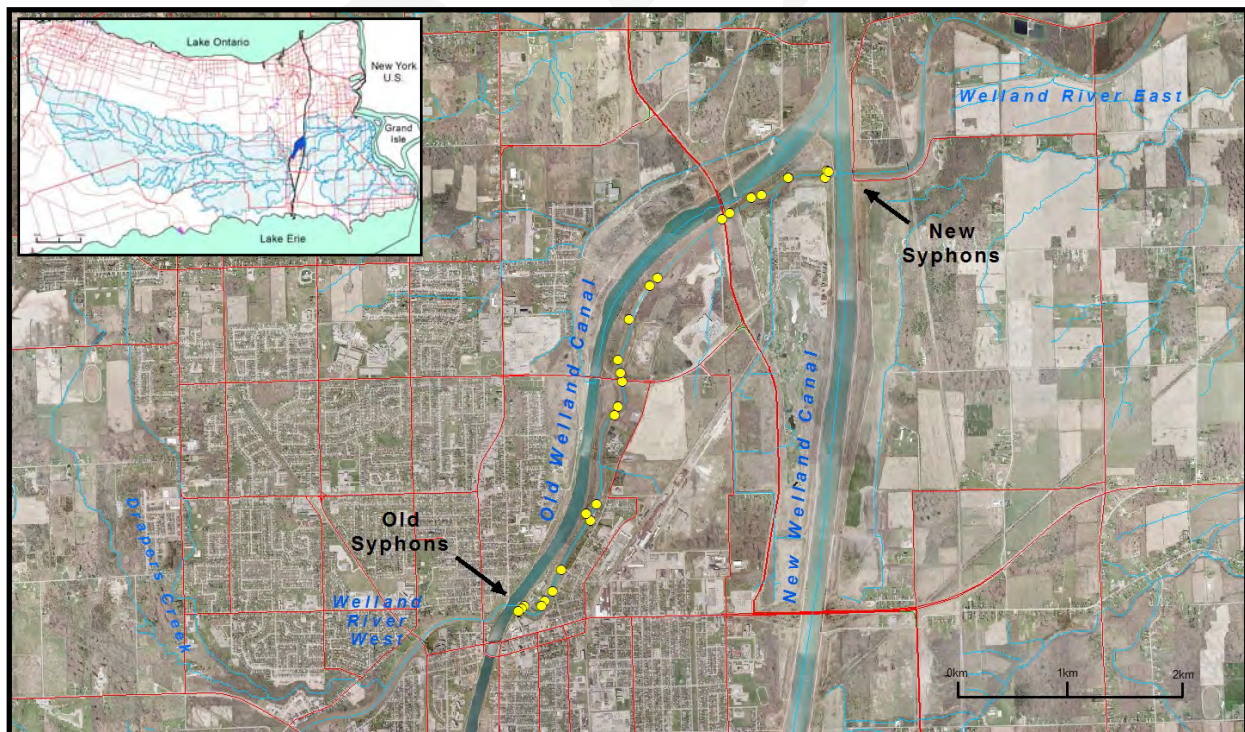 Lake Ontario
New York
U.S.
Grand
Isle
Lake Erie
Welland River East
New
Syphons
Old Welland Canal
New Welland Canal
Old
Syphons
Drapers Creek
Welland
River
West
0km
1km
2km